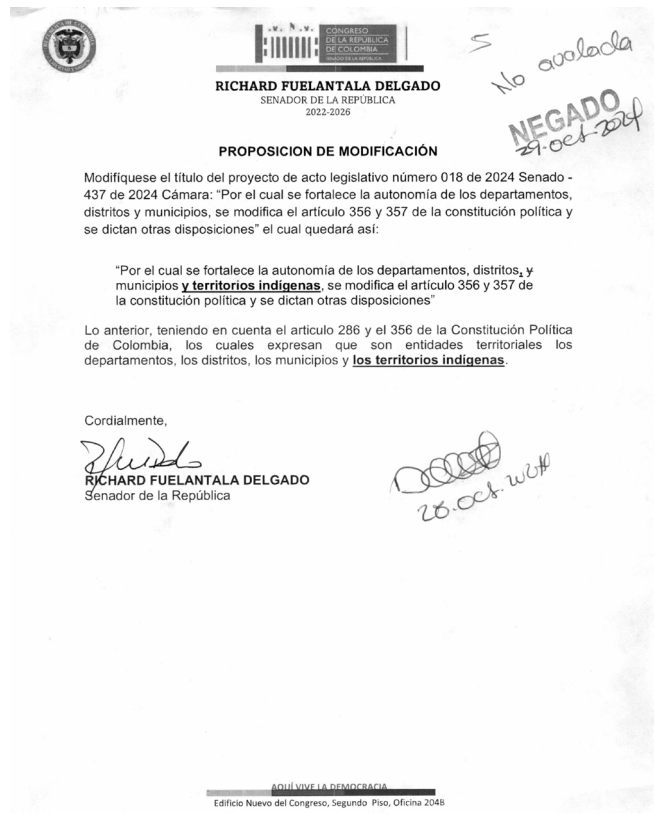 CONGRESO
DE LA REPÚBLICA
DE COLOMBIA
SENADO DE LA REPÚBLICA
RICHARD FUELANTALA DELGADO
SENADOR DE LA REPÚBLICA
2022-2026
5
No avalada
NEGADO
29-oct-2024
PROPOSICION DE MODIFICACIÓN
Modifíquese el título del proyecto de acto legislativo número 018 de 2024 Senado -
437 de 2024 Cámara: “Por el cual se fortalece la autonomía de los departamentos,
distritos y municipios, se modifica el artículo 356 y 357 de la constitución política y
se dictan otras disposiciones” el cual quedará así:
“Por el cual se fortalece la autonomía de los departamentos, distritos, y
municipios y territorios indígenas, se modifica el artículo 356 y 357 de
la constitución política y se dictan otras disposiciones”
Lo anterior, teniendo en cuenta el articulo 286 y el 356 de la Constitución Política
de Colombia, los cuales expresan que son entidades territoriales los
departamentos, los distritos, los municipios y los territorios indígenas.
Cordialmente,
RICHARD FUELANTALA DELGADO
Senador de la República
28-oct-2024
AQUÍ VIVE LA DEMOCRACIA
Edificio Nuevo del Congreso, Segundo Piso, Oficina 204B